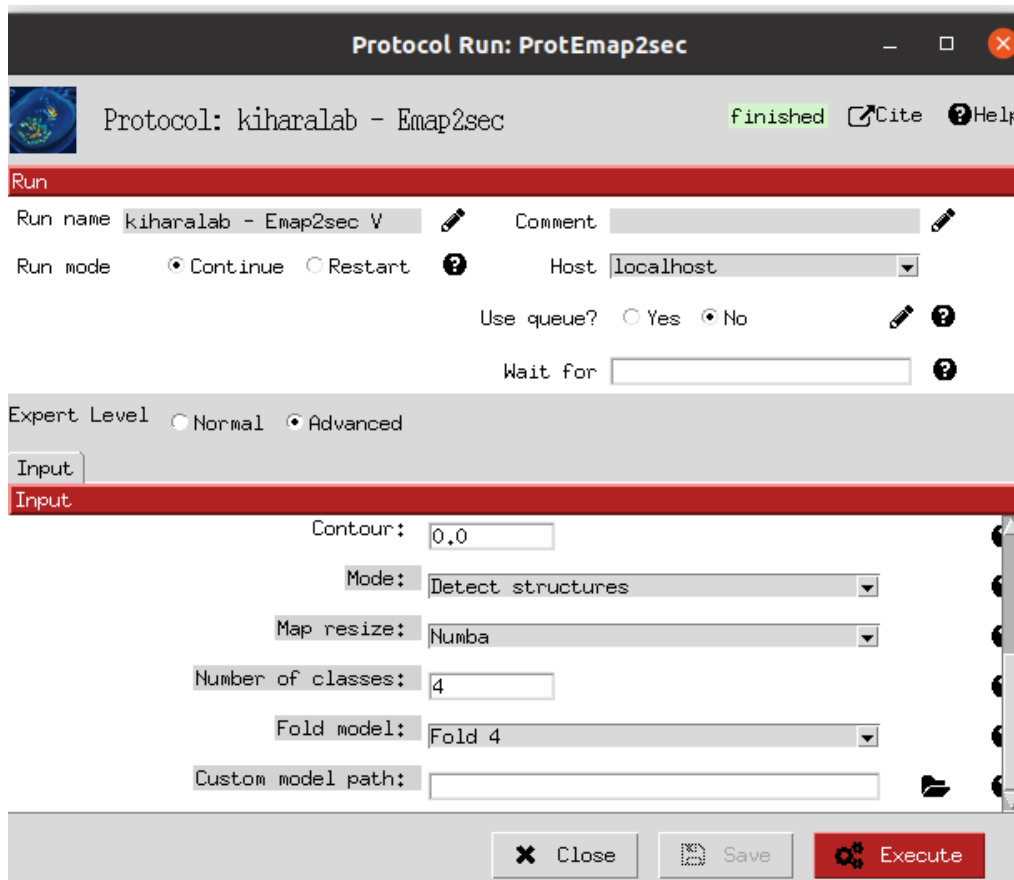 Protocol Run: ProtEmap2sec
Protocol: kiharalab - Emap2sec finished Cite Help
Run
Run name kiharalab - Emap2sec V Comment
Run mode Continue Restart Host localhost
Use queue? Yes No
Wait for
Expert Level Normal Advanced
Input
Input
Contour: 0.0
Mode: Detect structures
Map resize: Numba
Number of classes: 4
Fold model: Fold 4
Custom model path:
Close Save Execute